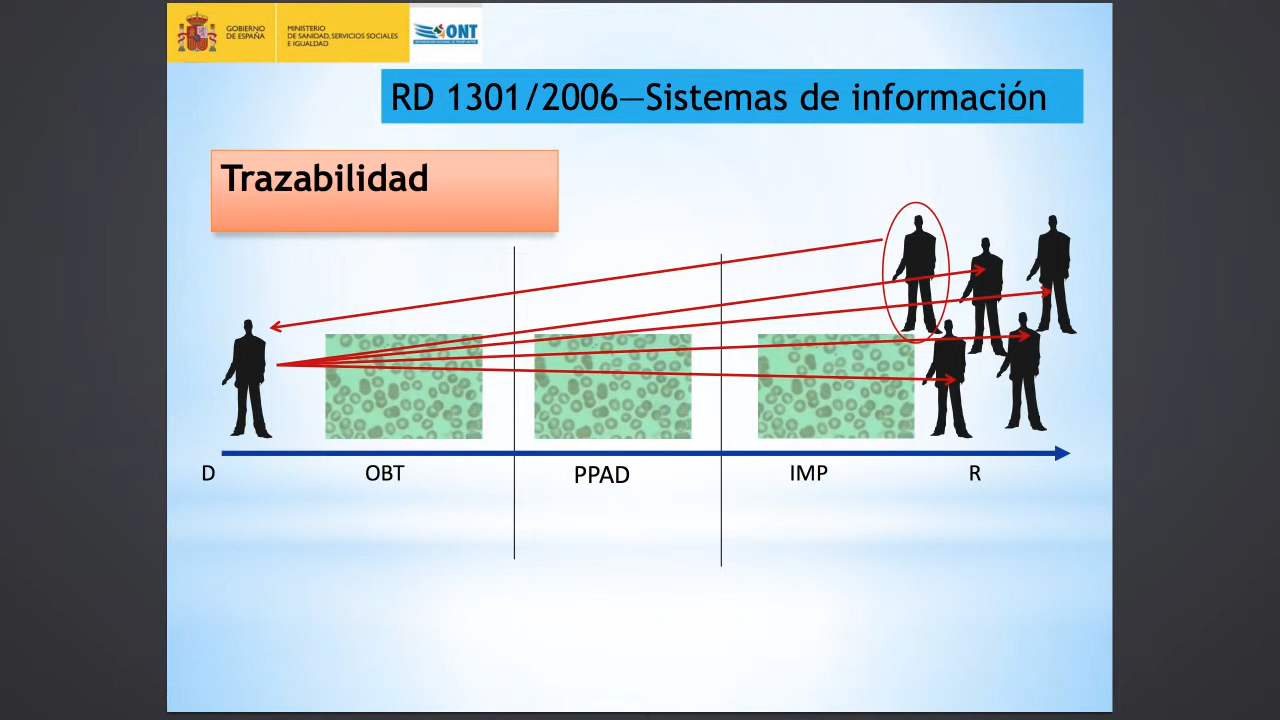 GOBIERNO
DE ESPAÑA
MINISTERIO
DE SANIDAD, SERVICIOS SOCIALES
E IGUALDAD
ONT
RD 1301/2006—Sistemas de información
Trazabilidad
D
OBT
PPAD
IMP
R